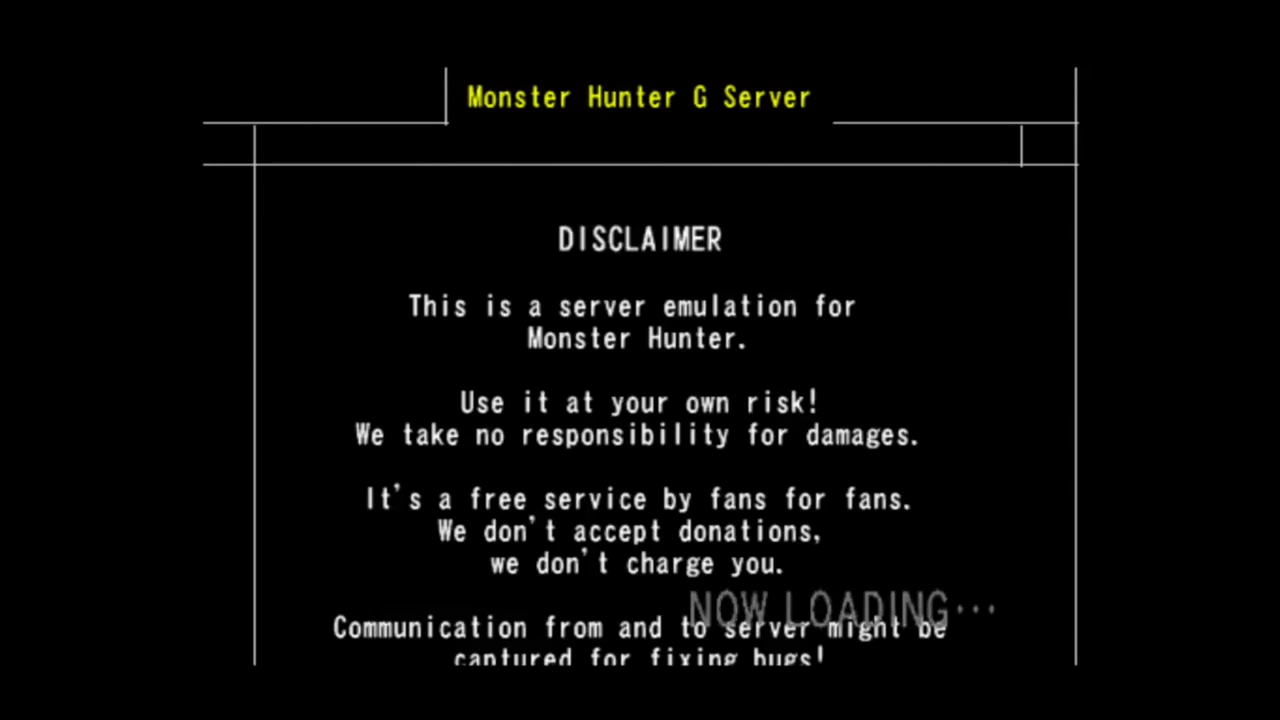 Monster Hunter G Server
DISCLAIMER
This is a server emulation for
Monster Hunter.
Use it at your own risk!
We take no responsibility for damages.
It's a free service by fans for fans.
We don't accept donations,
we don't charge you.
NOW LOADING...
Communication from and to server might be
captured for fixing bugs!